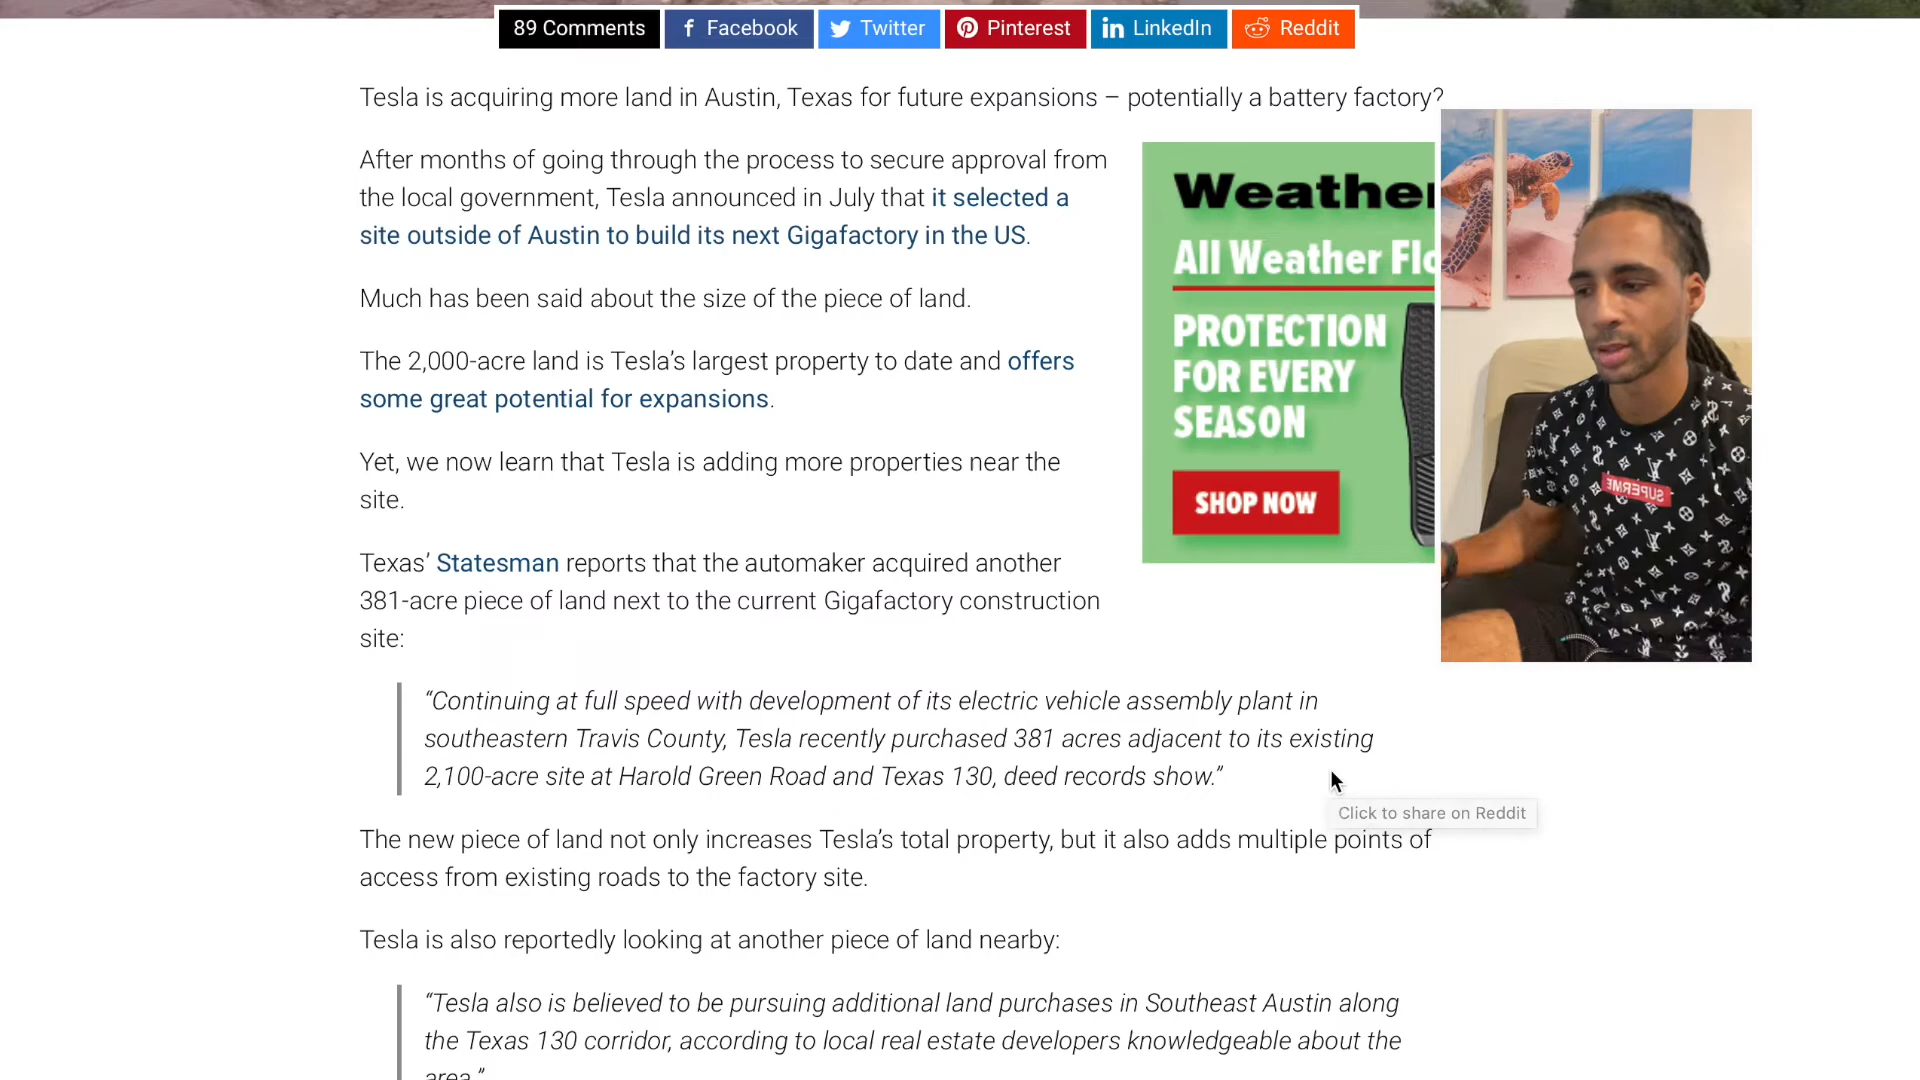 89 Comments
Facebook
Twitter
Pinterest
LinkedIn
Reddit
Tesla is acquiring more land in Austin, Texas for future expansions – potentially a battery factory?
After months of going through the process to secure approval from
the local government, Tesla announced in July that it selected a
site outside of Austin to build its next Gigafactory in the US.
Much has been said about the size of the piece of land.
The 2,000-acre land is Tesla’s largest property to date and offers
some great potential for expansions.
Yet, we now learn that Tesla is adding more properties near the
site.
Texas’ Statesman reports that the automaker acquired another
381-acre piece of land next to the current Gigafactory construction
site:
Weather
All Weather Flo
PROTECTION
FOR EVERY
SEASON
SHOP NOW
SUPERME
“Continuing at full speed with development of its electric vehicle assembly plant in
southeastern Travis County, Tesla recently purchased 381 acres adjacent to its existing
2,100-acre site at Harold Green Road and Texas 130, deed records show.”
Click to share on Reddit
The new piece of land not only increases Tesla’s total property, but it also adds multiple points of
access from existing roads to the factory site.
Tesla is also reportedly looking at another piece of land nearby:
“Tesla also is believed to be pursuing additional land purchases in Southeast Austin along
the Texas 130 corridor, according to local real estate developers knowledgeable about the
area.”